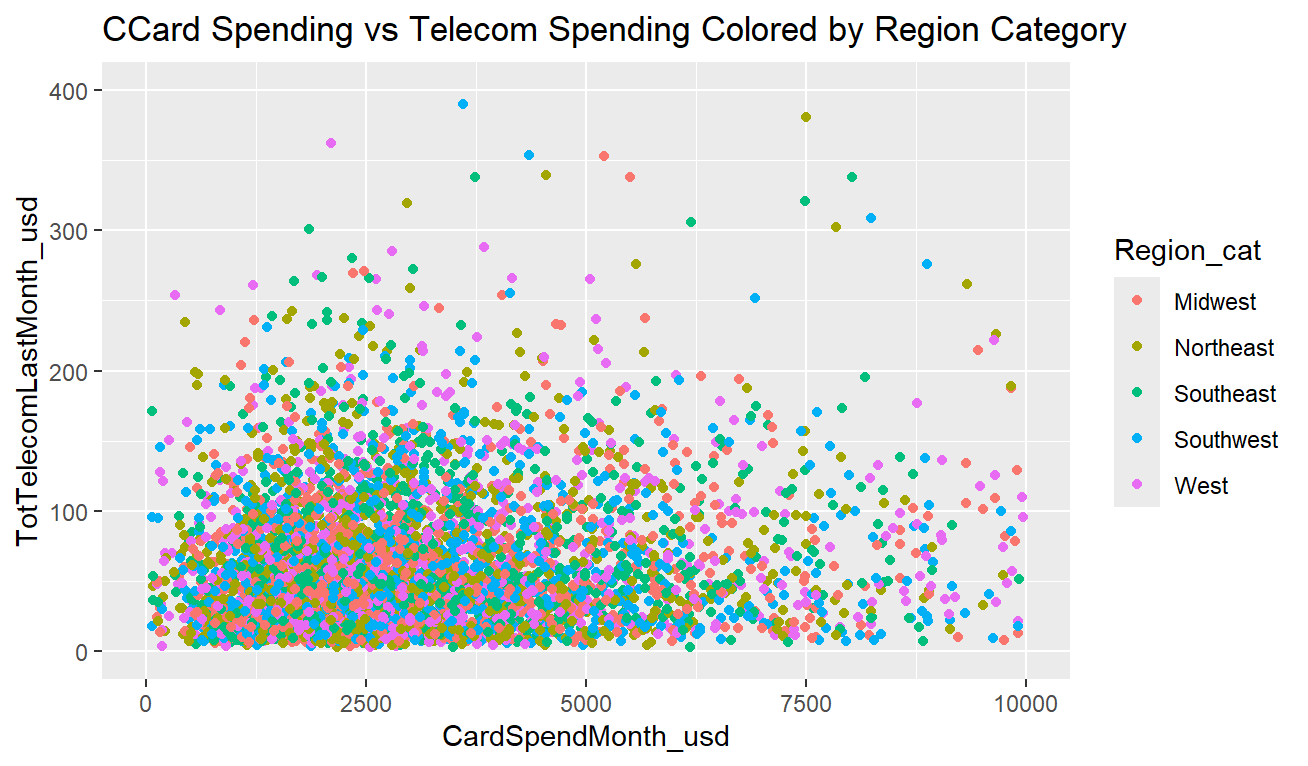 CCard Spending vs Telecom Spending Colored by Region Category
400
300
200
100
0
TotTelecomLastMonth_usd
0 2500 5000 7500 10000
CardSpendMonth_usd
Region_cat
Midwest
Northeast
Southeast
Southwest
West